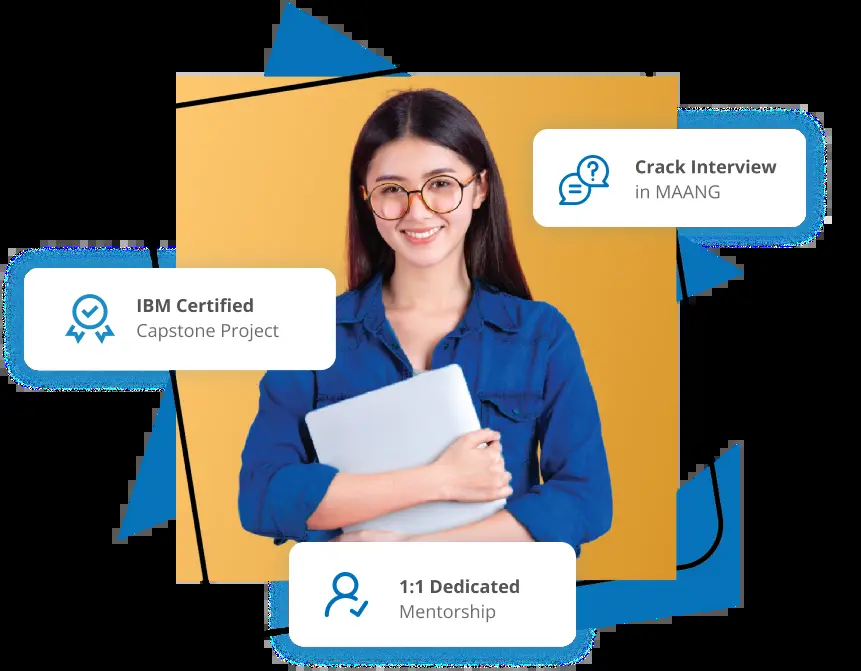 Crack Interview
in MAANG
IBM Certified
Capstone Project
1:1 Dedicated
Mentorship